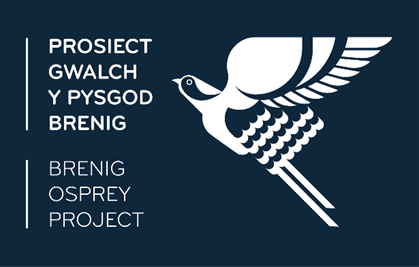 PROSIECT
GWALCH
Y PYSGOD
BRENIG
BRENIG
OSPREY
PROJECT